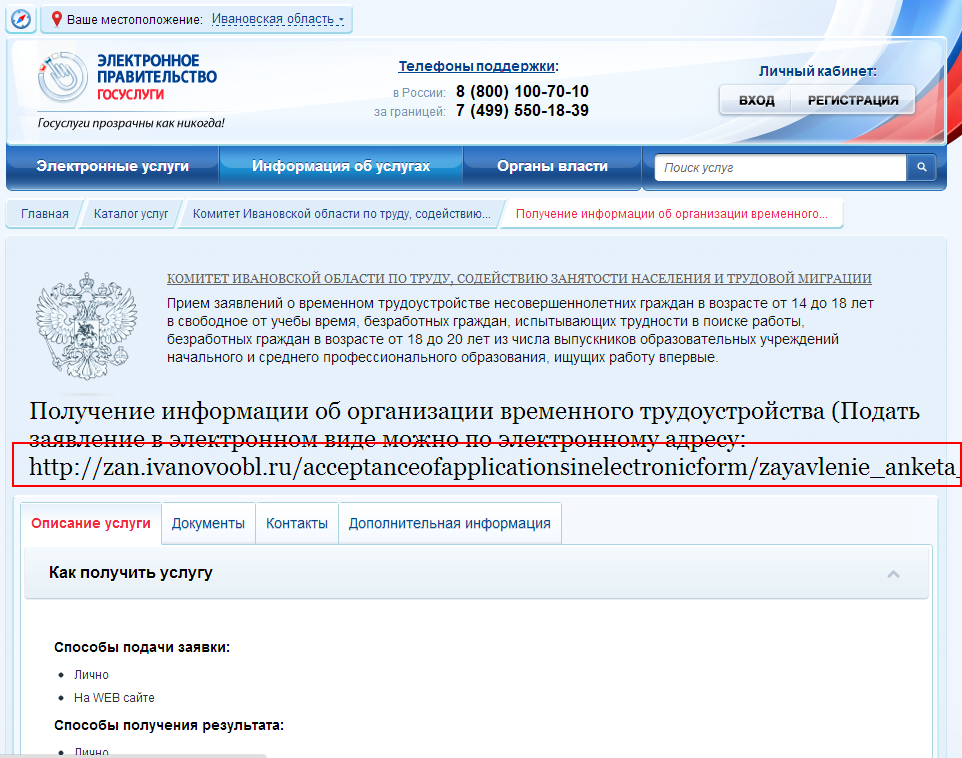 Ваше местоположение: Ивановская область
ЭЛЕКТРОННОЕ
ПРАВИТЕЛЬСТВО
ГОСУСЛУГИ
Госуслуги прозрачны как никогда!
Телефоны поддержки:
в России: 8 (800) 100-70-10
за границей: 7 (499) 550-18-39
Личный кабинет:
ВХОД РЕГИСТРАЦИЯ
Электронные услуги Информация об услугах Органы власти Поиск услуг
Главная Каталог услуг Комитет Ивановской области по труду, содействию... Получение информации об организации временного...
КОМИТЕТ ИВАНОВСКОЙ ОБЛАСТИ ПО ТРУДУ, СОДЕЙСТВИЮ ЗАНЯТОСТИ НАСЕЛЕНИЯ И ТРУДОВОЙ МИГРАЦИИ
Прием заявлений о временном трудоустройстве несовершеннолетних граждан в возрасте от 14 до 18 лет
в свободное от учебы время, безработных граждан, испытывающих трудности в поиске работы,
безработных граждан в возрасте от 18 до 20 лет из числа выпускников образовательных учреждений
начального и среднего профессионального образования, ищущих работу впервые.
Получение информации об организации временного трудоустройства (Подать
заявление в электронном виде можно по электронному адресу:
http://zan.ivanovoobl.ru/acceptanceofapplicationsinelectronicform/zayavlenie_anketa_
Описание услуги Документы Контакты Дополнительная информация
Как получить услугу
Способы подачи заявки:
Лично
На WEB сайте
Способы получения результата:
Лично